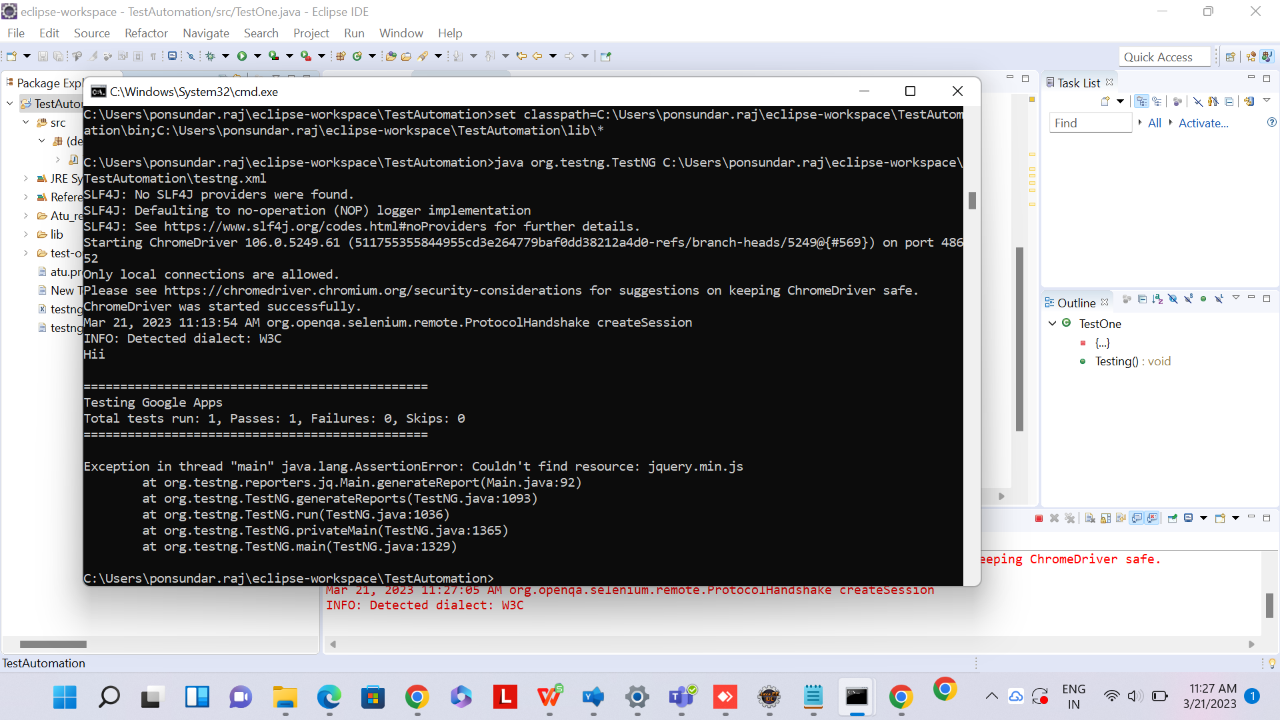 eclipse-workspace - TestAutomation/src/TestOne.java - Eclipse IDE
File Edit Source Refactor Navigate Search Project Run Window Help
Quick Access
Package Exp
TestAuto
src
(de
JRE Sy
Refere
Atu_re
lib
test-o
atu.pr
New T
testng
testng
C:\Windows\System32\cmd.exe
C:\Users\ponsundar.raj\eclipse-workspace\TestAutomation>set classpath=C:\Users\ponsundar.raj\eclipse-workspace\TestAutom
ation\bin;C:\Users\ponsundar.raj\eclipse-workspace\TestAutomation\lib\*
C:\Users\ponsundar.raj\eclipse-workspace\TestAutomation>java org.testng.TestNG C:\Users\ponsundar.raj\eclipse-workspace\
TestAutomation\testng.xml
SLF4J: No SLF4J providers were found.
SLF4J: Defaulting to no-operation (NOP) logger implementation
SLF4J: See https://www.slf4j.org/codes.html#noProviders for further details.
Starting ChromeDriver 106.0.5249.61 (511755355844955cd3e264779baf0dd38212a4d0-refs/branch-heads/5249@{#569}) on port 486
52
Only local connections are allowed.
Please see https://chromedriver.chromium.org/security-considerations for suggestions on keeping ChromeDriver safe.
ChromeDriver was started successfully.
Mar 21, 2023 11:13:54 AM org.openqa.selenium.remote.ProtocolHandshake createSession
INFO: Detected dialect: W3C
Hii
===============================================
Testing Google Apps
Total tests run: 1, Passes: 1, Failures: 0, Skips: 0
===============================================
Exception in thread "main" java.lang.AssertionError: Couldn't find resource: jquery.min.js
at org.testng.reporters.jq.Main.generateReport(Main.java:92)
at org.testng.TestNG.generateReports(TestNG.java:1093)
at org.testng.TestNG.run(TestNG.java:1036)
at org.testng.TestNG.privateMain(TestNG.java:1365)
at org.testng.TestNG.main(TestNG.java:1329)
C:\Users\ponsundar.raj\eclipse-workspace\TestAutomation>
Task List
Find All Activate...
Outline
TestOne
{...}
Testing() : void
eeping ChromeDriver safe.
Mar 21, 2023 11:27:05 AM org.openqa.selenium.remote.ProtocolHandshake createSession
INFO: Detected dialect: W3C
TestAutomation
ENG
IN
11:27 AM
3/21/2023
1